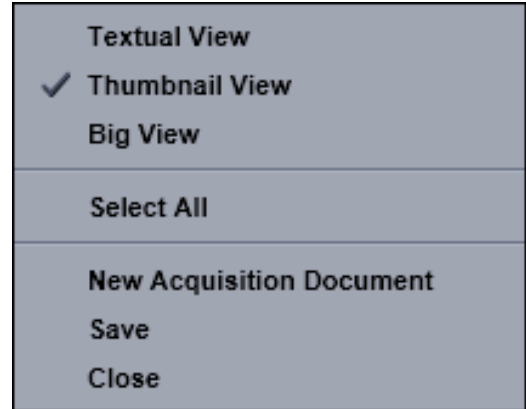 Textual View
Thumbnail View
Big View
Select All
New Acquisition Document
Save
Close